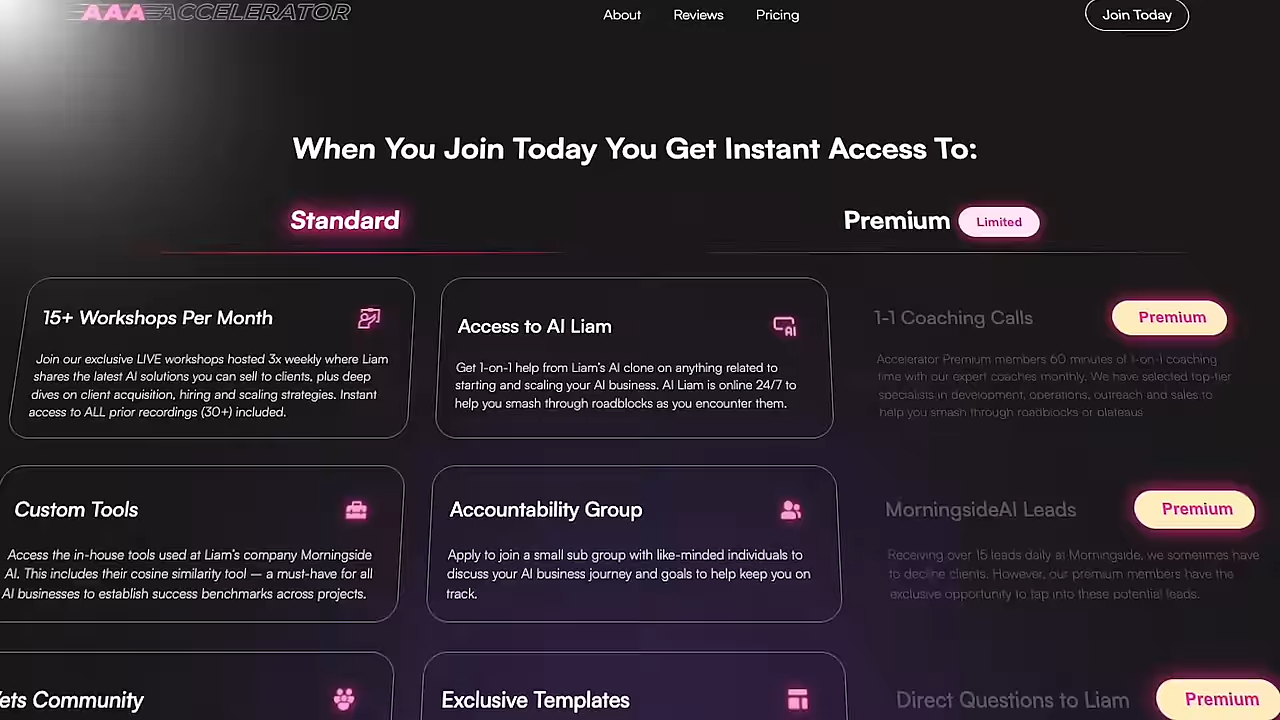 AAA ACCELERATOR
About
Reviews
Pricing
Join Today
When You Join Today You Get Instant Access To:
Standard
Premium
Limited
15+ Workshops Per Month
Join our exclusive LIVE workshops hosted 3x weekly where Liam
shares the latest AI solutions you can sell to clients, plus deep
dives on client acquisition, hiring and scaling strategies. Instant
access to ALL prior recordings (30+) included.
Access to AI Liam
AI
Get 1-on-1 help from Liam's AI clone on anything related to
starting and scaling your AI business. AI Liam is online 24/7 to
help you smash through roadblocks as you encounter them.
1-1 Coaching Calls
Premium
Accelerator Premium members 60 minutes of 1-on-1 coaching
time with our expert coaches monthly. We have selected top-tier
specialists in development, operations, outreach and sales to
help you smash through roadblocks or plateaus
Custom Tools
Access the in-house tools used at Liam's company Morningside
AI. This includes their cosine similarity tool — a must-have for all
AI businesses to establish success benchmarks across projects.
Accountability Group
Apply to join a small sub group with like-minded individuals to
discuss your AI business journey and goals to help keep you on
track.
MorningsideAI Leads
Premium
Receiving over 15 leads daily at Morningside, we sometimes have
to decline clients. However, our premium members have the
exclusive opportunity to tap into these potential leads.
Community
Exclusive Templates
Direct Questions to Liam
Premium